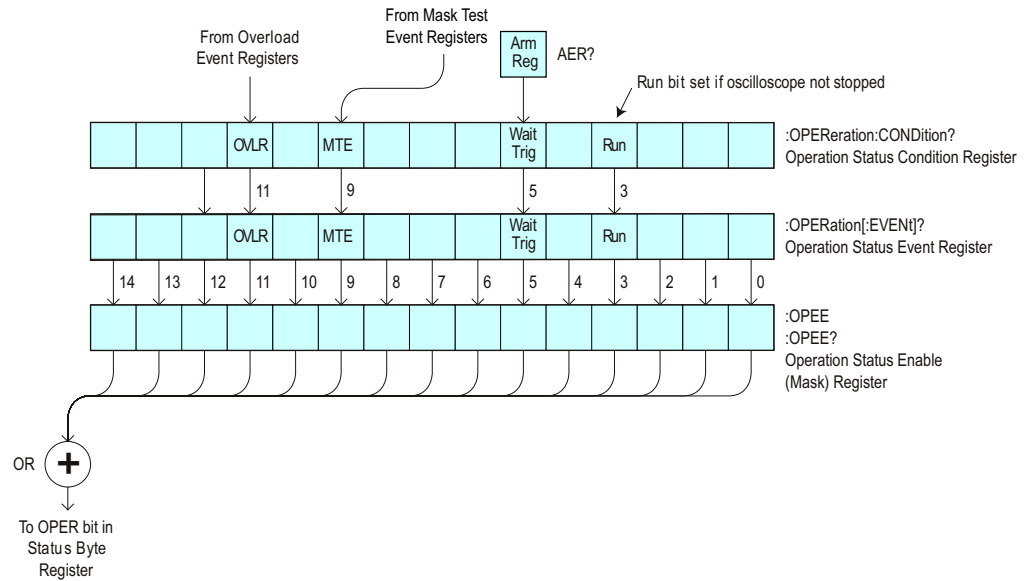 From Mask Test
Event Registers
From Overload
Event Registers
Arm
Reg
AER?
Run bit set if oscilloscope not stopped
OVLR
MTE
Wait
Trig
Run
:OPEReration:CONDition?
Operation Status Condition Register
11
9
5
3
OVLR
MTE
Wait
Trig
Run
:OPERation[:EVENt]?
Operation Status Event Register
14
13
12
11
10
9
8
7
6
5
4
3
2
1
0
:OPEE
:OPEE?
Operation Status Enable
(Mask) Register
OR
+
To OPER bit in
Status Byte
Register